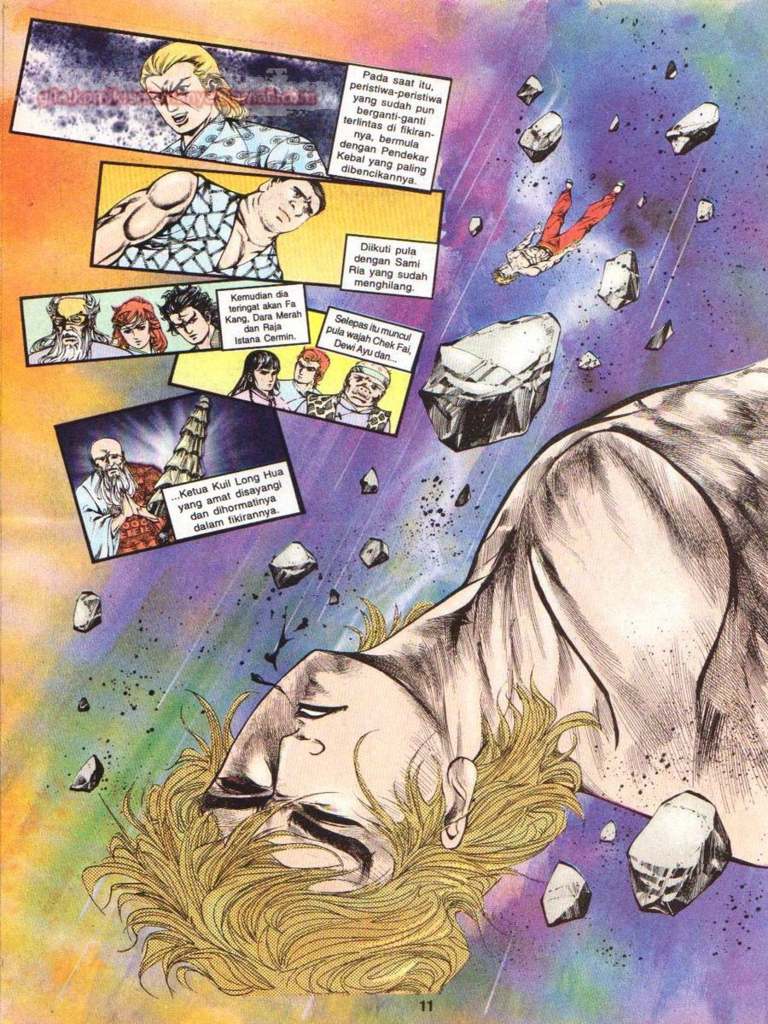 Pada saat itu,
peristiwa-peristiwa
yang sudah pun
berganti-ganti
terlintas di fikiran-
nya, bermula
dengan Pendekar
Kebal yang paling
dibencikannya.
Diikuti pula
dengan Sami
Ria yang sudah
menghilang.
Kemudian dia
teringat akan Fa
Kang, Dara Merah
dan Raja
Istana Cermin.
Selepas itu muncul
pula wajah Chek Fai,
Dewi Ayu dan...
...Ketua Kuil Long Hua
yang amat disayangi
dan dihormatinya
dalam fikirannya.
11